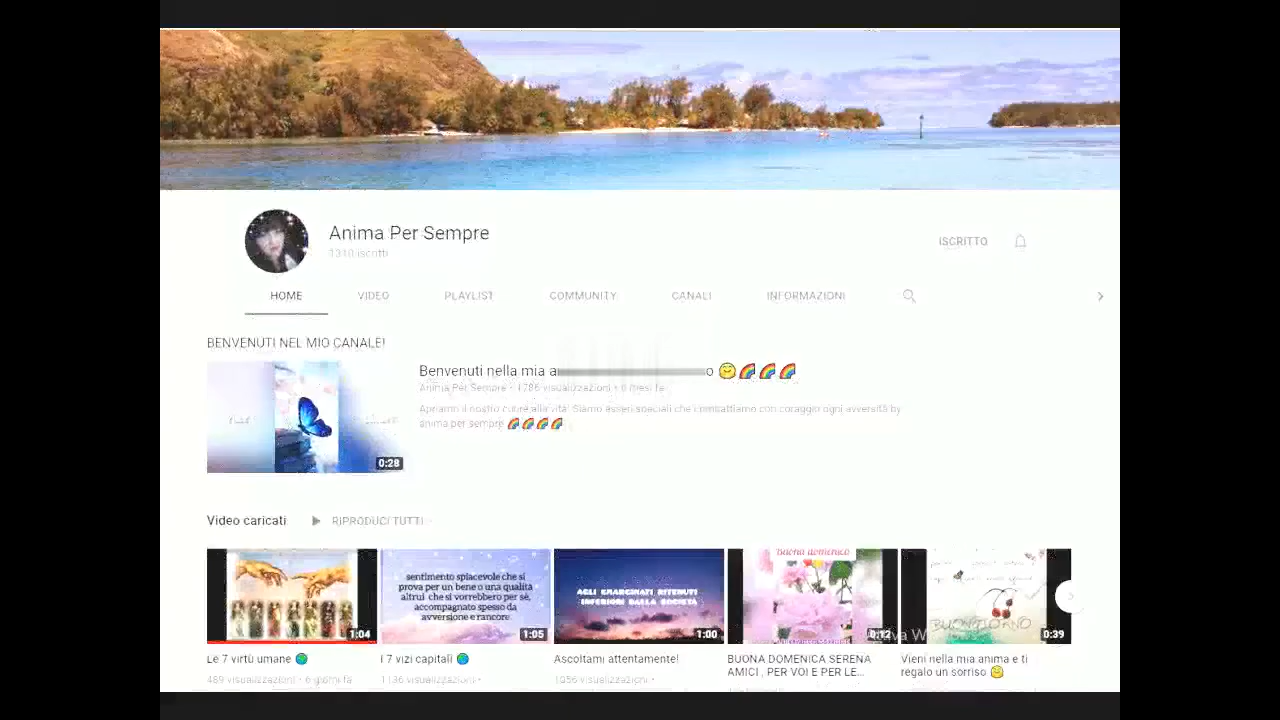 Anima Per Sempre
1310 iscritti
ISCRITTO
HOME
VIDEO
PLAYLIST
COMMUNITY
CANALI
INFORMAZIONI
BENVENUTI NEL MIO CANALE!
Benvenuti nella mia a o 🤗🌈🌈🌈
Anima Per Sempre • 1786 visualizzazioni • 6 mesi fa
Apriamo il nostro cuore alla vita! Siamo esseri speciali che combattiamo con coraggio ogni avversità by
anima per sempre 🌈🌈🌈🌈
0:28
Video caricati
RIPRODUCI TUTTI
sentimento spiacevole che si
prova per un bene o una qualità
altrui che si vorrebbero per sé,
accompagnato spesso da
avversione e rancore.
AGLI EMARGINATI RITENUTI
INFERIORI DALLA SOCIETÀ
Buona domenica
BUONGIORNO
1:04
1:05
1:00
0:12
0:39
Le 7 virtù umane 🌍
489 visualizzazioni • 6 giorni fa
I 7 vizi capitali 🌍
1136 visualizzazioni •
Ascoltami attentamente!
1056 visualizzazioni •
BUONA DOMENICA SERENA
AMICI , PER VOI E PER LE...
Vieni nella mia anima e ti
regalo un sorriso 🤗